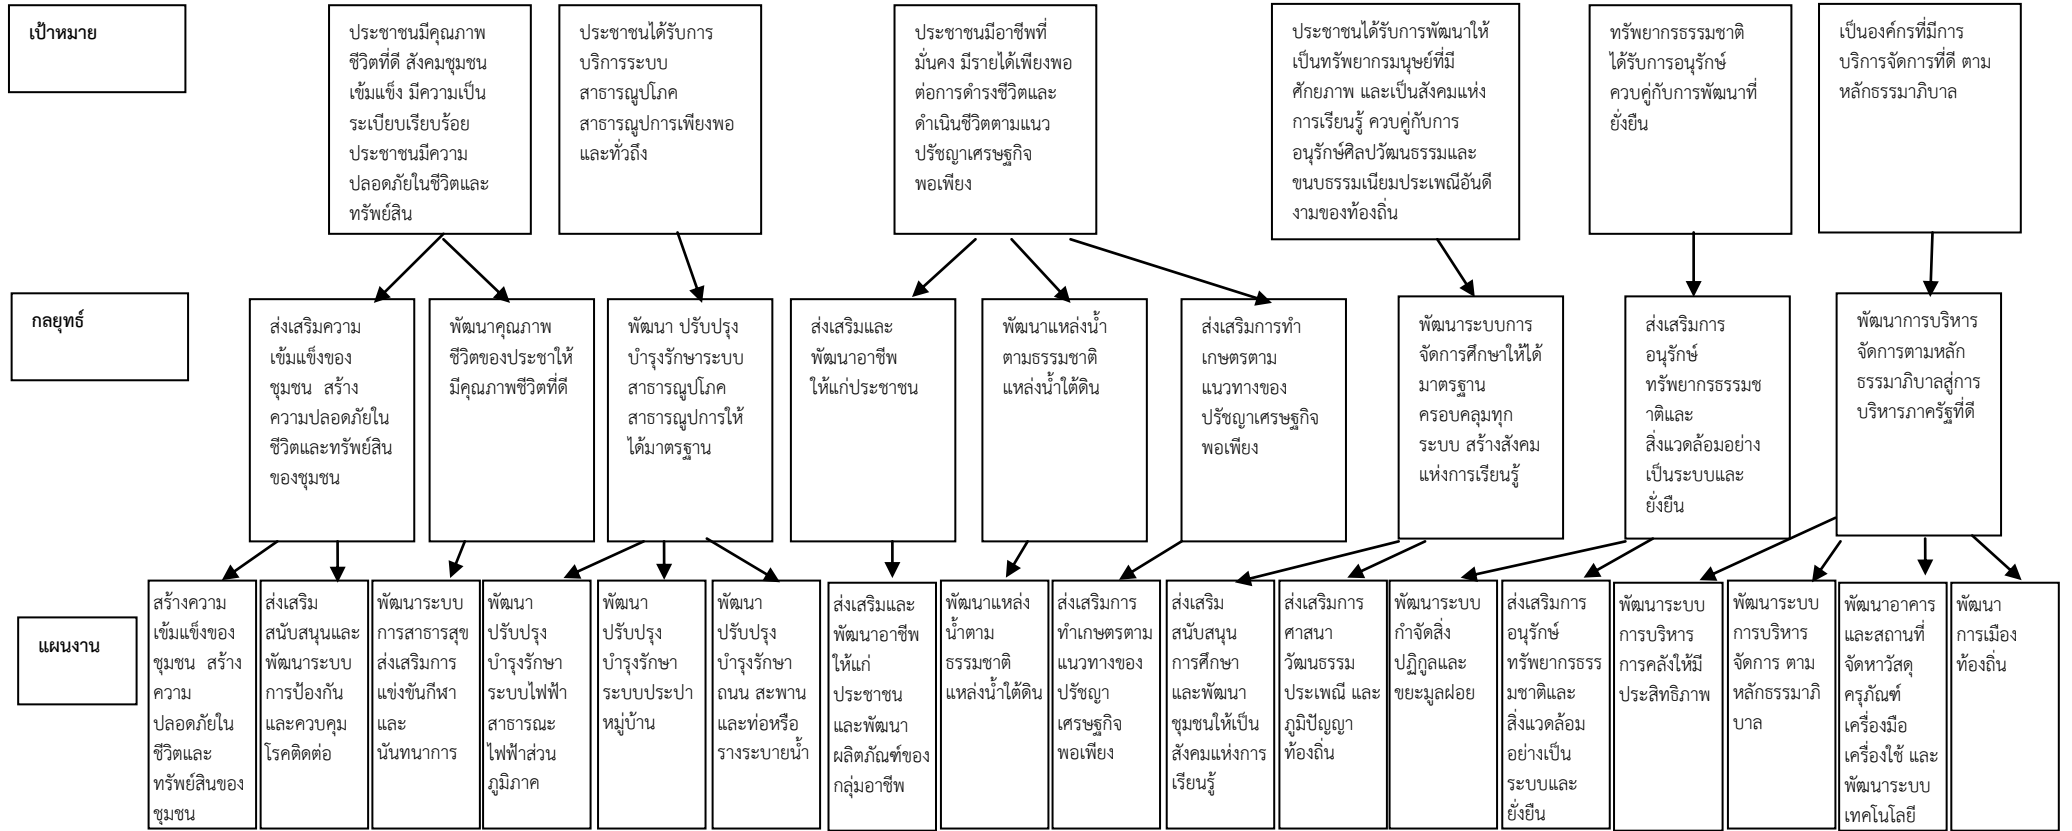 เป้าหมาย
ประชาชนมีคุณภาพ
ชีวิตที่ดี สังคมชุมชน
เข้มแข็ง มีความเป็น
ระเบียบเรียบร้อย
ประชาชนมีความ
ปลอดภัยในชีวิตและ
ทรัพย์สิน
ประชาชนได้รับการ
บริการระบบ
สาธารณูปโภค
สาธารณูปการเพียงพอ
และทั่วถึง
ประชาชนมีอาชีพที่
มั่นคง มีรายได้เพียงพอ
ต่อการดำรงชีวิตและ
ดำเนินชีวิตตามแนว
ปรัชญาเศรษฐกิจ
พอเพียง
ประชาชนได้รับการพัฒนาให้
เป็นทรัพยากรมนุษย์ที่มี
ศักยภาพ และเป็นสังคมแห่ง
การเรียนรู้ ควบคู่กับการ
อนุรักษ์ศิลปวัฒนธรรมและ
ขนบธรรมเนียมประเพณีอันดี
งามของท้องถิ่น
ทรัพยากรธรรมชาติ
ได้รับการอนุรักษ์
ควบคู่กับการพัฒนาที่
ยั่งยืน
เป็นองค์กรที่มีการ
บริการจัดการที่ดี ตาม
หลักธรรมาภิบาล
กลยุทธ์
ส่งเสริมความ
เข้มแข็งของ
ชุมชน สร้าง
ความปลอดภัยใน
ชีวิตและทรัพย์สิน
ของชุมชน
พัฒนาคุณภาพ
ชีวิตของประชาให้
มีคุณภาพชีวิตที่ดี
พัฒนา ปรับปรุง
บำรุงรักษาระบบ
สาธารณูปโภค
สาธารณูปการให้
ได้มาตรฐาน
ส่งเสริมและ
พัฒนาอาชีพ
ให้แก่ประชาชน
พัฒนาแหล่งน้ำ
ตามธรรมชาติ
แหล่งน้ำใต้ดิน
ส่งเสริมการทำ
เกษตรตาม
แนวทางของ
ปรัชญาเศรษฐกิจ
พอเพียง
พัฒนาระบบการ
จัดการศึกษาให้ได้
มาตรฐาน
ครอบคลุมทุก
ระบบ สร้างสังคม
แห่งการเรียนรู้
ส่งเสริมการ
อนุรักษ์
ทรัพยากรธรรมช
าติและ
สิ่งแวดล้อมอย่าง
เป็นระบบและ
ยั่งยืน
พัฒนาการบริหาร
จัดการตามหลัก
ธรรมาภิบาลสู่การ
บริหารภาครัฐที่ดี
แผนงาน
สร้างความ
เข้มแข็งของ
ชุมชน สร้าง
ความ
ปลอดภัยใน
ชีวิตและ
ทรัพย์สินของ
ชุมชน
ส่งเสริม
สนับสนุนและ
พัฒนาระบบ
การป้องกัน
และควบคุม
โรคติดต่อ
พัฒนาระบบ
การสาธารสุข
ส่งเสริมการ
แข่งขันกีฬา
และ
นันทนาการ
พัฒนา
ปรับปรุง
บำรุงรักษา
ระบบไฟฟ้า
สาธารณะ
ไฟฟ้าส่วน
ภูมิภาค
พัฒนา
ปรับปรุง
บำรุงรักษา
ระบบประปา
หมู่บ้าน
พัฒนา
ปรับปรุง
บำรุงรักษา
ถนน สะพาน
และท่อหรือ
รางระบายน้ำ
ส่งเสริมและ
พัฒนาอาชีพ
ให้แก่
ประชาชน
และพัฒนา
ผลิตภัณฑ์ของ
กลุ่มอาชีพ
พัฒนาแหล่ง
น้ำตาม
ธรรมชาติ
แหล่งน้ำใต้ดิน
ส่งเสริมการ
ทำเกษตรตาม
แนวทางของ
ปรัชญา
เศรษฐกิจ
พอเพียง
ส่งเสริม
สนับสนุน
การศึกษา
และพัฒนา
ชุมชนให้เป็น
สังคมแห่งการ
เรียนรู้
ส่งเสริมการ
ศาสนา
วัฒนธรรม
ประเพณี และ
ภูมิปัญญา
ท้องถิ่น
พัฒนาระบบ
กำจัดสิ่ง
ปฏิกูลและ
ขยะมูลฝอย
ส่งเสริมการ
อนุรักษ์
ทรัพยากรธรร
มชาติและ
สิ่งแวดล้อม
อย่างเป็น
ระบบและ
ยั่งยืน
พัฒนาระบบ
การบริหาร
การคลังให้มี
ประสิทธิภาพ
พัฒนาระบบ
การบริหาร
จัดการ ตาม
หลักธรรมาภิ
บาล
พัฒนาอาคาร
และสถานที่
จัดหาวัสดุ
ครุภัณฑ์
เครื่องมือ
เครื่องใช้ และ
พัฒนาระบบ
เทคโนโลยี
พัฒนา
การเมือง
ท้องถิ่น